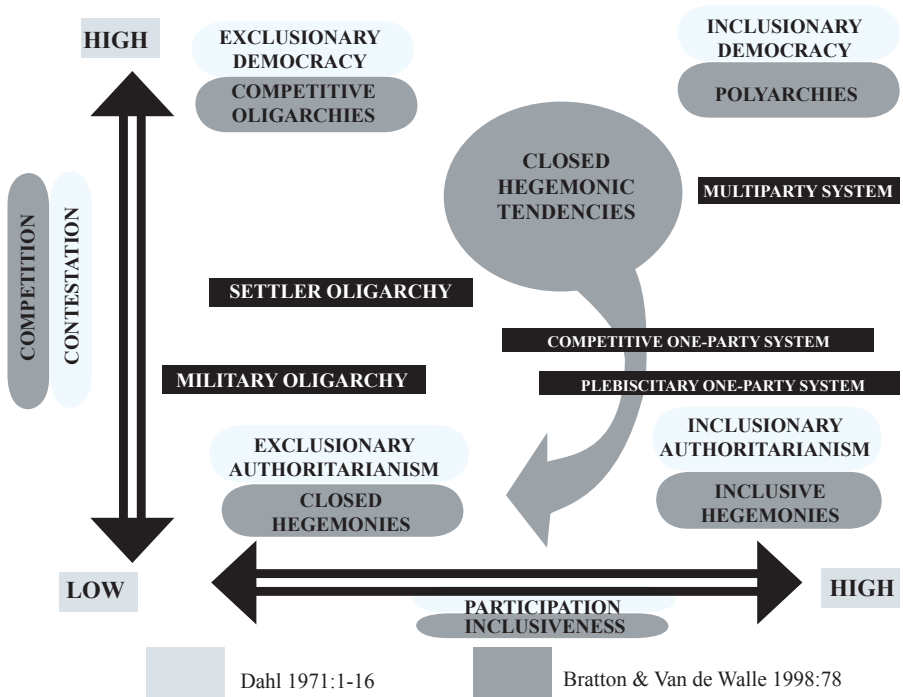 HIGH
EXCLUSIONARY
DEMOCRACY
COMPETITIVE
OLIGARCHIES
INCLUSIONARY
DEMOCRACY
POLYARCHIES
CLOSED
HEGEMONIC
TENDENCIES
MULTIPARTY SYSTEM
COMPETITION
CONTESTATION
SETTLER OLIGARCHY
COMPETITIVE ONE-PARTY SYSTEM
MILITARY OLIGARCHY
PLEBISCITARY ONE-PARTY SYSTEM
EXCLUSIONARY
AUTHORITARIANISM
CLOSED
HEGEMONIES
INCLUSIONARY
AUTHORITARIANISM
INCLUSIVE
HEGEMONIES
LOW
HIGH
PARTICIPATION
INCLUSIVENESS
Dahl 1971:1-16
Bratton & Van de Walle 1998:78